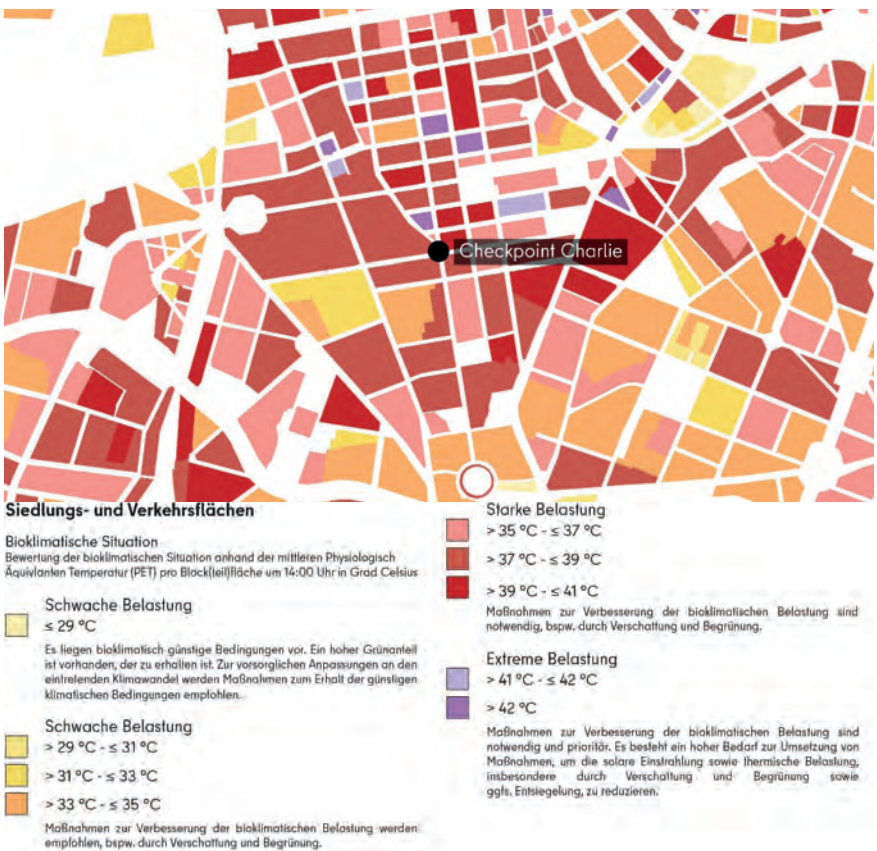 Checkpoint Charlie
Siedlungs- und Verkehrsflächen
Bioklimatische Situation
Bewertung der bioklimatischen Situation anhand der mittleren Physiologisch
Äquivlanten Temperatur (PET) pro Block(teil)fläche um 14:00 Uhr in Grad Celsius
Schwache Belastung
≤ 29 °C
Es liegen bioklimatisch günstige Bedingungen vor. Ein hoher Grünanteil
ist vorhanden, der zu erhalten ist. Zur vorsorglichen Anpassungen an den
eintretenden Klimawandel werden Maßnahmen zum Erhalt der günstigen
klimatischen Bedingungen empfohlen.
Schwache Belastung
> 29 °C - ≤ 31 °C
> 31 °C - ≤ 33 °C
> 33 °C - ≤ 35 °C
Maßnahmen zur Verbesserung der bioklimatischen Belastung werden
empfohlen, bspw. durch Verschattung und Begrünung.
Starke Belastung
> 35 °C - ≤ 37 °C
> 37 °C - ≤ 39 °C
> 39 °C - ≤ 41 °C
Maßnahmen zur Verbesserung der bioklimatischen Belastung sind
notwendig, bspw. durch Verschattung und Begrünung.
Extreme Belastung
> 41 °C - ≤ 42 °C
> 42 °C
Maßnahmen zur Verbesserung der bioklimatischen Belastung sind
notwendig und prioritär. Es besteht ein hoher Bedarf zur Umsetzung von
Maßnahmen, um die solare Einstrahlung sowie thermische Belastung,
insbesondere durch Verschattung und Begrünung sowie
ggfs. Entsiegelung, zu reduzieren.